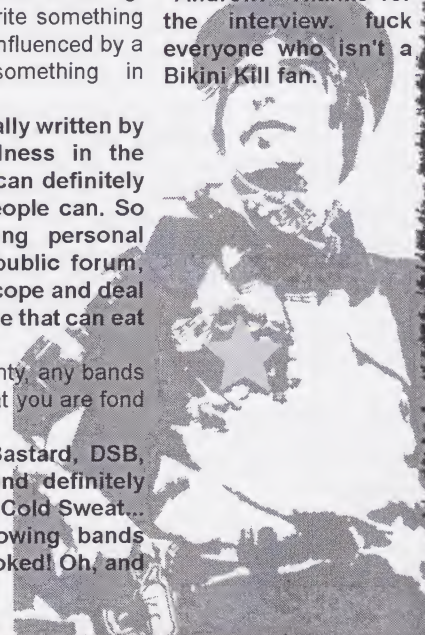 rite something
nfluenced by a
something in
ally written by
lness in the
can definitely
eople can. So
ng personal
public forum,
cope and deal
e that can eat
nty, any bands
at you are fond
Bastard, DSB,
nd definitely
Cold Sweat...
owing bands
oked! Oh, and
the interview. fuck
everyone who isn't a
Bikini Kill fan.